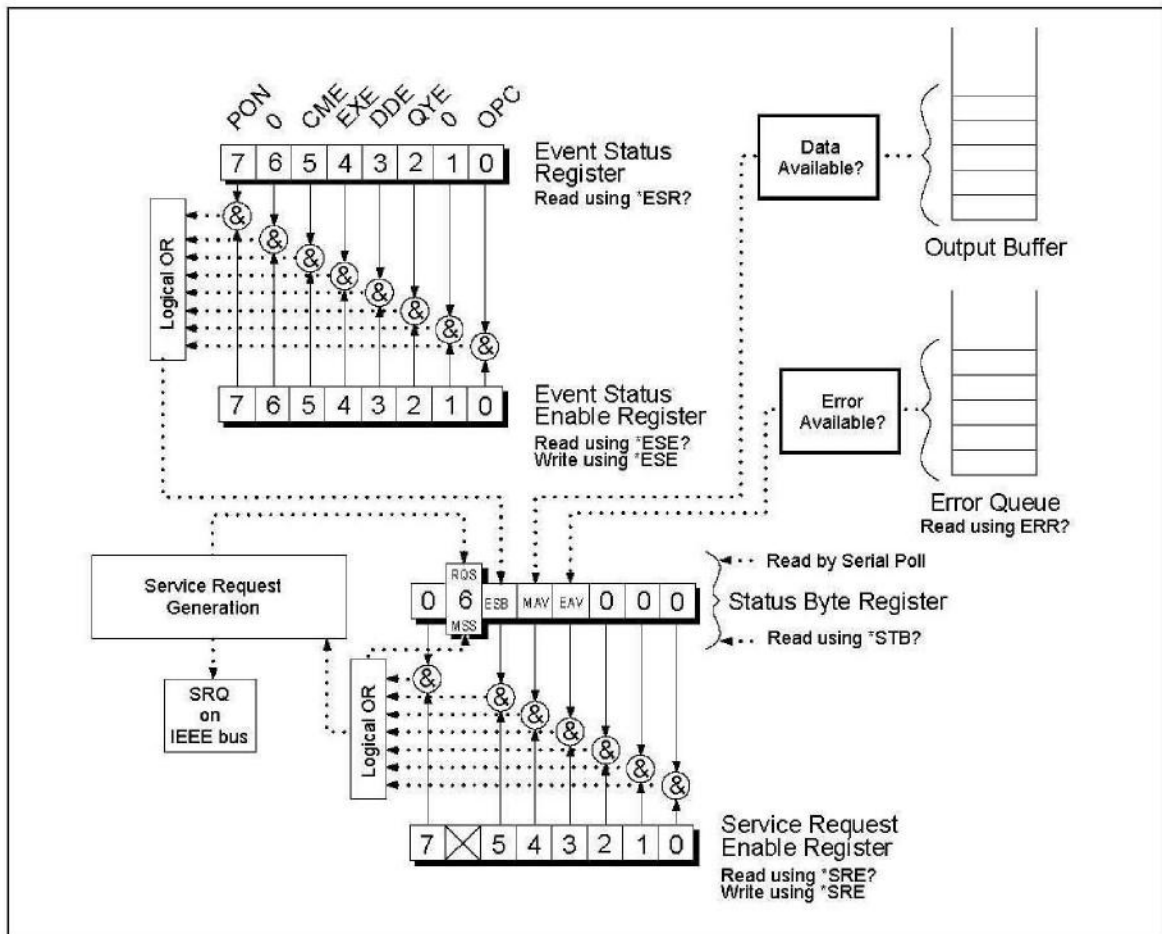 PON 0 CME EXE DDE QYE 0 OPC
7 6 5 4 3 2 1 0
Event Status
Register
Read using *ESR?
& & & & & & & &
Logical OR
7 6 5 4 3 2 1 0
Event Status
Enable Register
Read using *ESE?
Write using *ESE
Data
Available?
Output Buffer
Error
Available?
Error Queue
Read using ERR?
Service Request
Generation
SRQ
on
IEEE bus
RQS
0 6 ESB MAV EAV 0 0 0
MSS
Read by Serial Poll
Status Byte Register
Read using *STB?
& & & & & & &
Logical OR
7 5 4 3 2 1 0
Service Request
Enable Register
Read using *SRE?
Write using *SRE